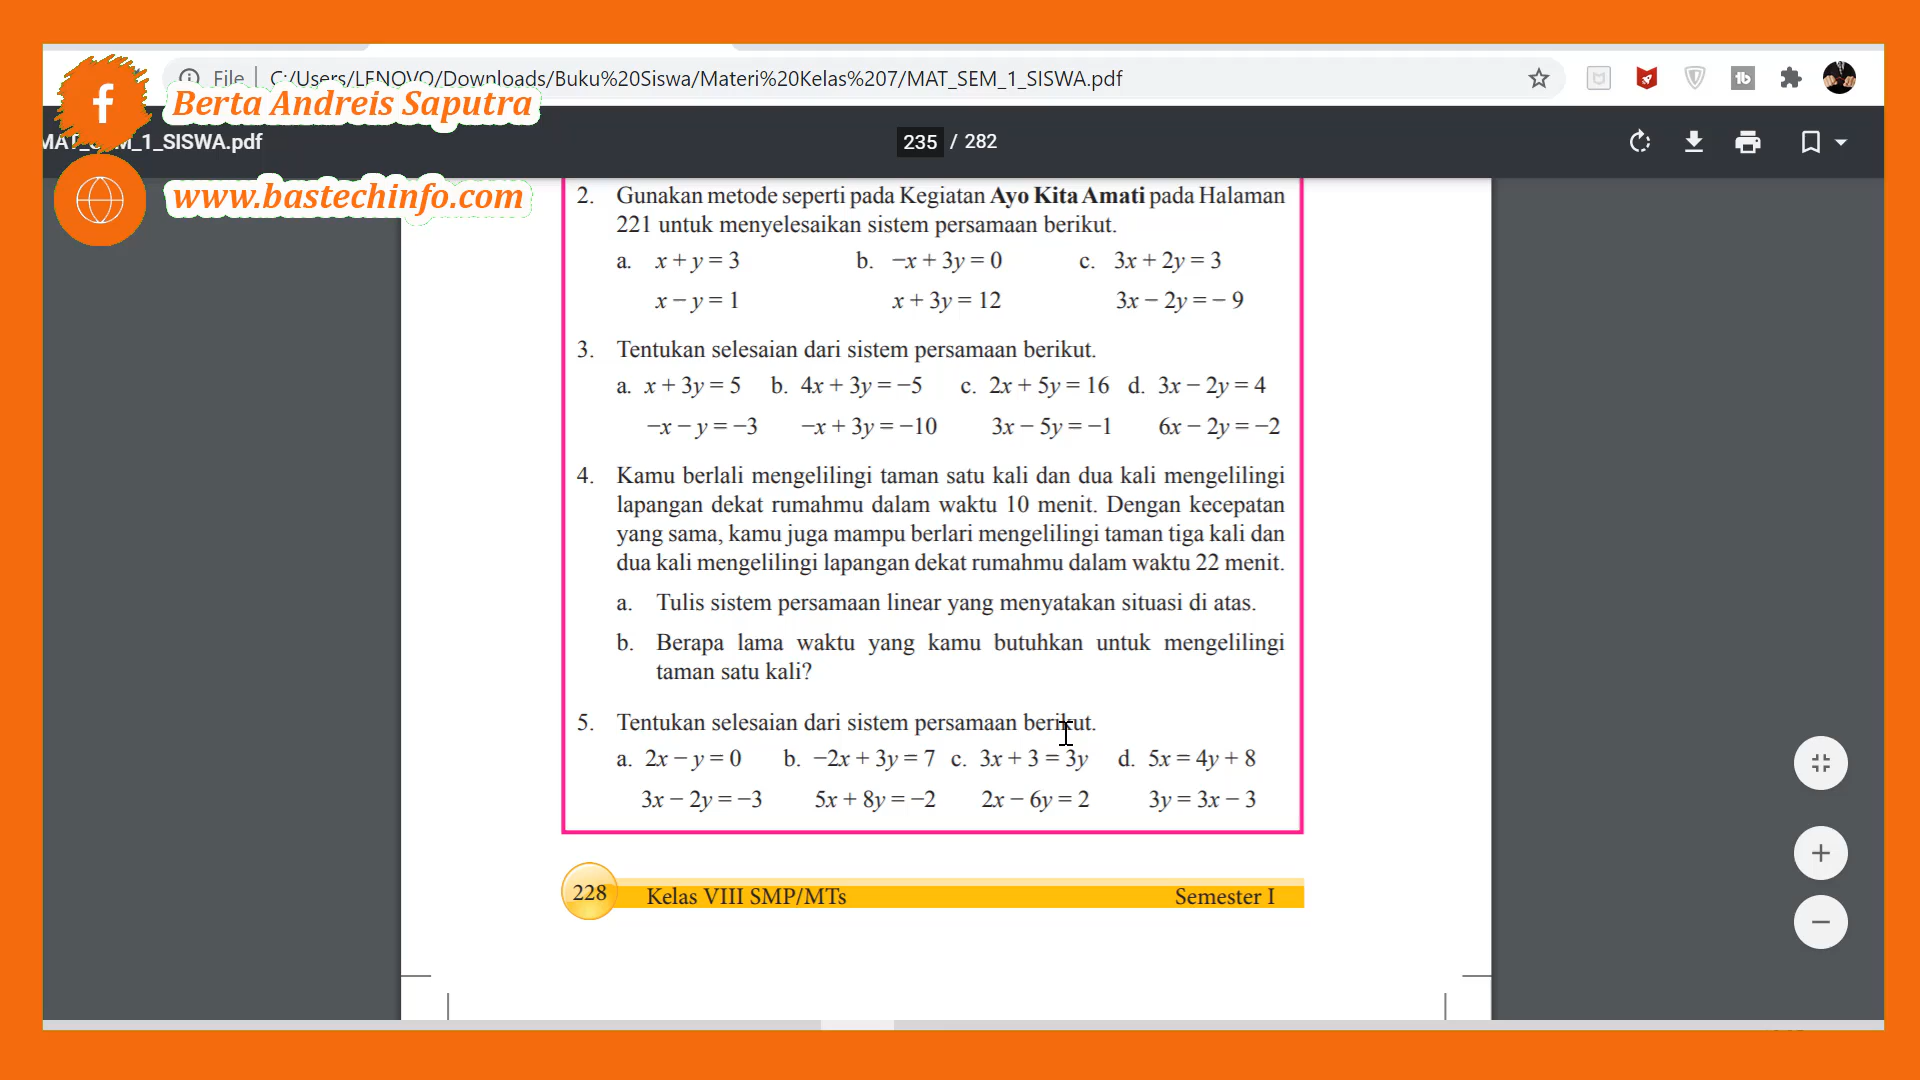 File C:/Users/LENOVO/Downloads/Buku%20Siswa/Materi%20Kelas%207/MAT_SEM_1_SISWA.pdf
Berta Andreis Saputra
MAT_SEM_1_SISWA.pdf
235 / 282
www.bastechinfo.com
2. Gunakan metode seperti pada Kegiatan Ayo Kita Amati pada Halaman
221 untuk menyelesaikan sistem persamaan berikut.
a. x + y = 3 b. −x + 3y = 0 c. 3x + 2y = 3
x − y = 1 x + 3y = 12 3x − 2y = − 9
3. Tentukan selesaian dari sistem persamaan berikut.
a. x + 3y = 5 b. 4x + 3y = −5 c. 2x + 5y = 16 d. 3x − 2y = 4
−x − y = −3 −x + 3y = −10 3x − 5y = −1 6x − 2y = −2
4. Kamu berlali mengelilingi taman satu kali dan dua kali mengelilingi
lapangan dekat rumahmu dalam waktu 10 menit. Dengan kecepatan
yang sama, kamu juga mampu berlari mengelilingi taman tiga kali dan
dua kali mengelilingi lapangan dekat rumahmu dalam waktu 22 menit.
a. Tulis sistem persamaan linear yang menyatakan situasi di atas.
b. Berapa lama waktu yang kamu butuhkan untuk mengelilingi
taman satu kali?
5. Tentukan selesaian dari sistem persamaan berikut.
a. 2x − y = 0 b. −2x + 3y = 7 c. 3x + 3 = 3y d. 5x = 4y + 8
3x − 2y = −3 5x + 8y = −2 2x − 6y = 2 3y = 3x − 3
228 Kelas VIII SMP/MTs Semester I